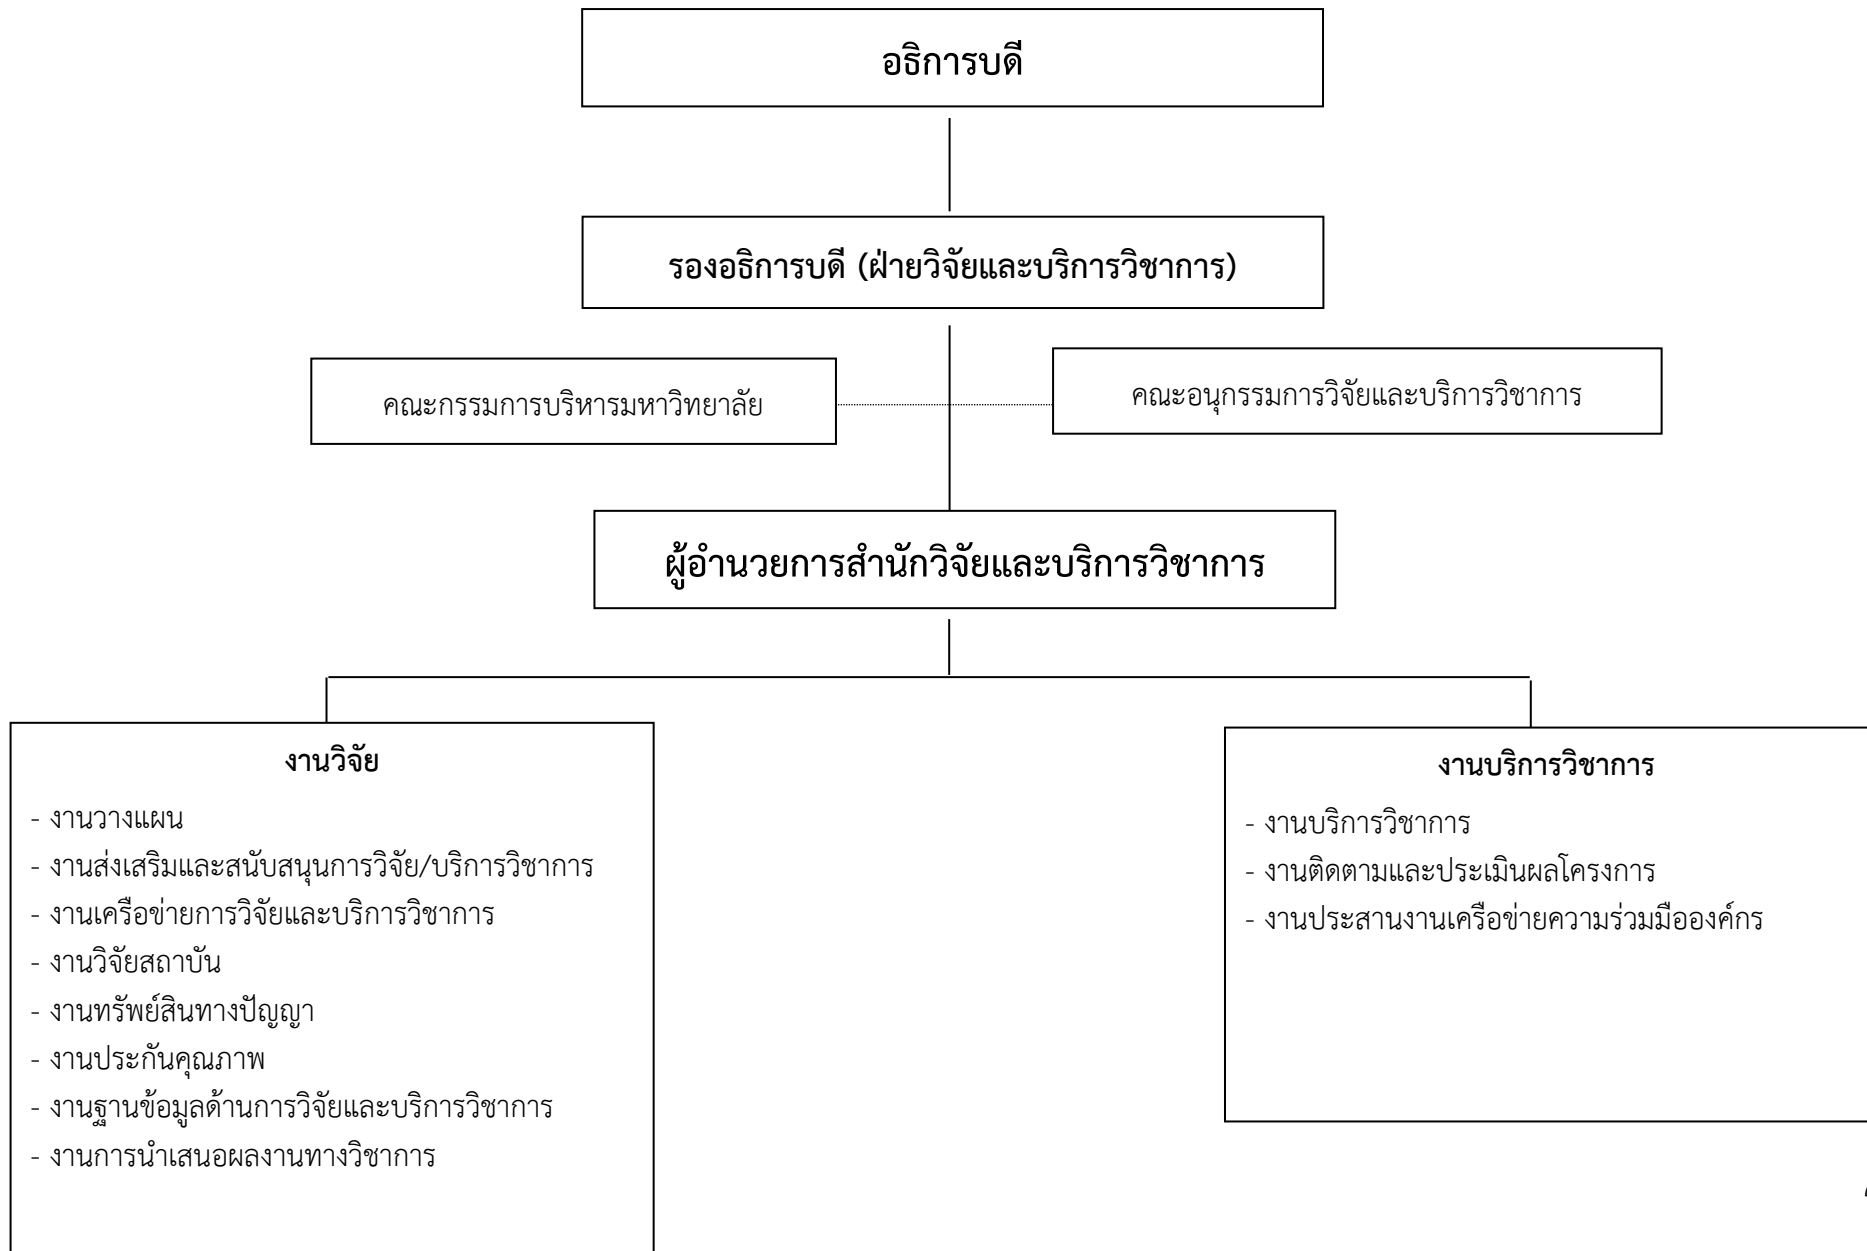 อธิการบดี
รองอธิการบดี (ฝ่ายวิจัยและบริการวิชาการ)
คณะกรรมการบริหารมหาวิทยาลัย
คณะอนุกรรมการวิจัยและบริการวิชาการ
ผู้อำนวยการสำนักวิจัยและบริการวิชาการ
งานวิจัย
- งานวางแผน
- งานส่งเสริมและสนับสนุนการวิจัย/บริการวิชาการ
- งานเครือข่ายการวิจัยและบริการวิชาการ
- งานวิจัยสถาบัน
- งานทรัพย์สินทางปัญญา
- งานประกันคุณภาพ
- งานฐานข้อมูลด้านการวิจัยและบริการวิชาการ
- งานการนำเสนอผลงานทางวิชาการ
งานบริการวิชาการ
- งานบริการวิชาการ
- งานติดตามและประเมินผลโครงการ
- งานประสานงานเครือข่ายความร่วมมือองค์กร